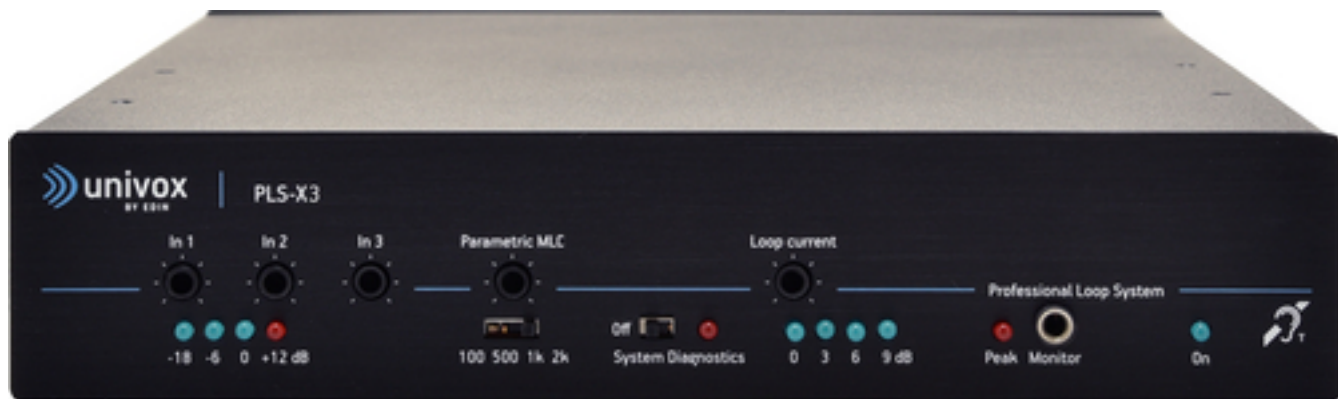 univox
BY EDIN
PLS-X3
In 1 In 2 In 3 Parametric MLC Loop current
Professional Loop System
-18 -6 0 +12 dB
100 500 1k 2k
Off
System Diagnostics
0 3 6 9 dB
Peak Monitor
On
T